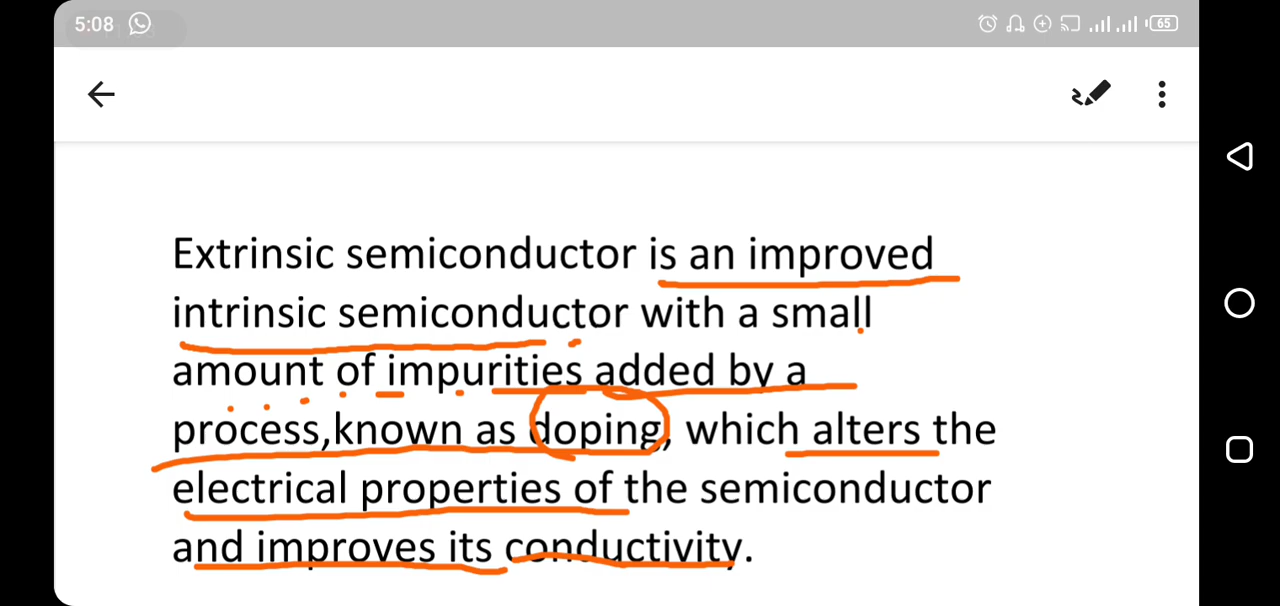 5:08
65
Extrinsic semiconductor is an improved
intrinsic semiconductor with a small
amount of impurities added by a
process,known as doping, which alters the
electrical properties of the semiconductor
and improves its conductivity.